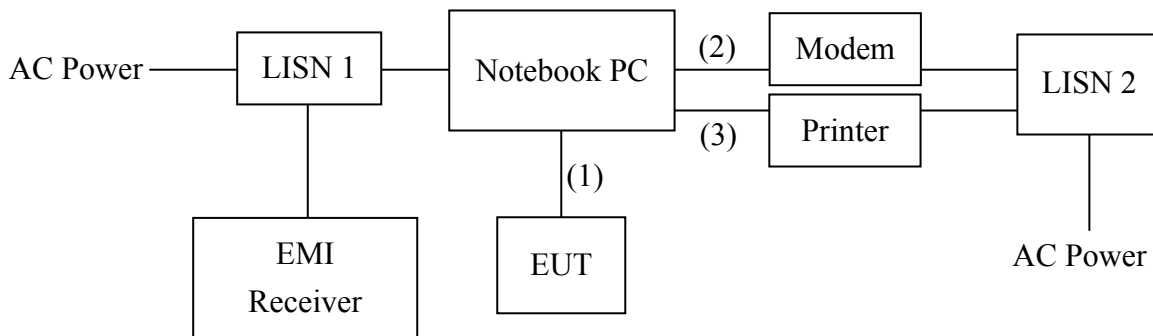 AC Power
LISN 1
Notebook PC
(2)
Modem
LISN 2
(3)
Printer
(1)
EMI
Receiver
EUT
AC Power